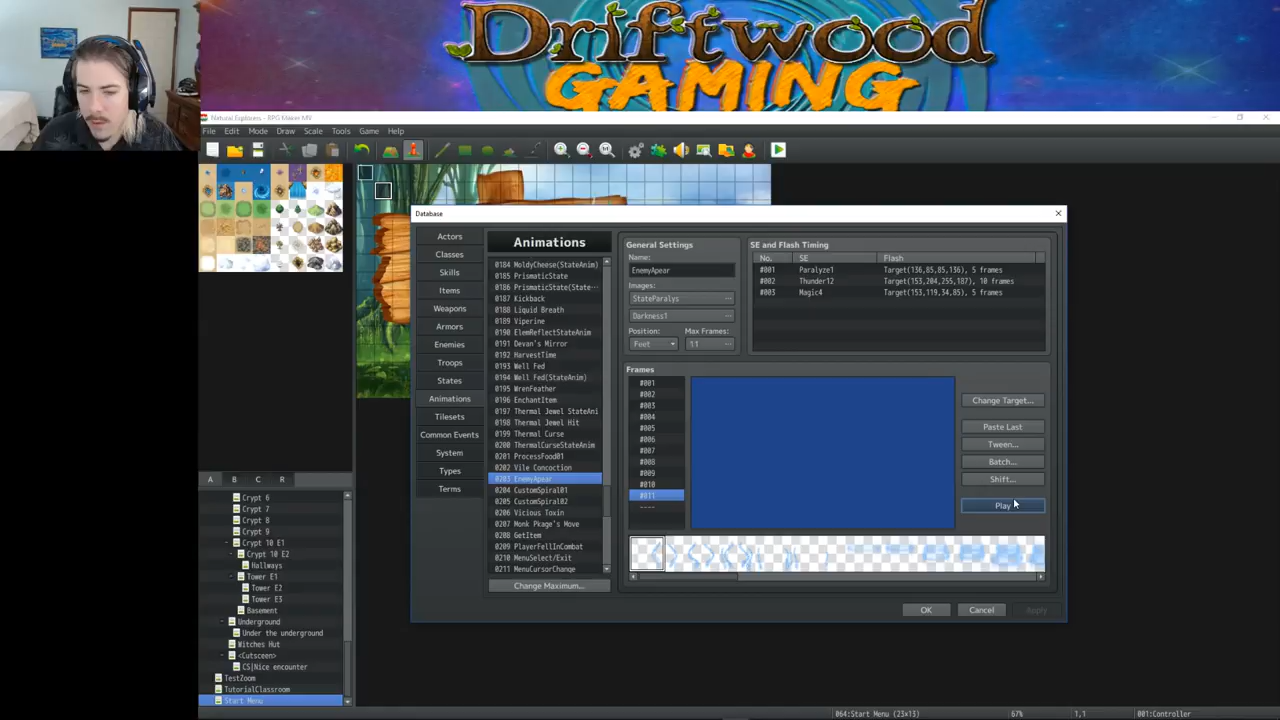 Driftwood
GAMING
Natural Explorers - RPG Maker MV
File Edit Mode Draw Scale Tools Game Help
Database
Actors
Classes
Skills
Items
Weapons
Armors
Enemies
Troops
States
Animations
Tilesets
Common Events
System
Types
Terms
Animations
0184 MoldyCheese(StateAnim)
0185 PrismaticState
0186 PrismaticState(State···
0187 Kickback
0188 Liquid Breath
0189 Viperine
0190 ElemReflectStateAnim
0191 Devan's Mirror
0192 HarvestTime
0193 Well Fed
0194 Well Fed(StateAnim)
0195 WrenFeather
0196 EnchantItem
0197 Thermal Jewel StateAni
0198 Thermal Jewel Hit
0199 Thermal Curse
0200 ThermalCurseStateAnim
0201 ProcessFood01
0202 Vile Concoction
0203 EnemyApear
0204 CustomSpiral01
0205 CustomSpiral02
0206 Vicious Toxin
0207 Monk Pkage's Move
0208 GetItem
0209 PlayerFellInCombat
0210 MenuSelect/Exit
0211 MenuCursorChange
Change Maximum...
General Settings
Name:
EnemyApear
Images:
StateParalys ...
Darkness1 ...
Position: Max Frames:
Feet 11 ...
SE and Flash Timing
No. SE Flash
#001 Paralyze1 Target(136,85,85,136), 5 frames
#002 Thunder12 Target(153,204,255,187), 10 frames
#003 Magic4 Target(153,119,34,85), 5 frames
Frames
#001
#002
#003
#004
#005
#006
#007
#008
#009
#010
#011
----
Change Target...
Paste Last
Tween...
Batch...
Shift...
Play
OK Cancel Apply
A B C R
Crypt 6
Crypt 7
Crypt 8
Crypt 9
Crypt 10 E1
Crypt 10 E2
Hallways
Tower E1
Tower E2
Tower E3
Basement
Underground
Under the underground
Witches Hut
<Cutsceen>
CS|Nice encounter
TestZoom
TutorialClassroom
Start Menu
064:Start Menu (23×13) 67% 1,1 001:Controller